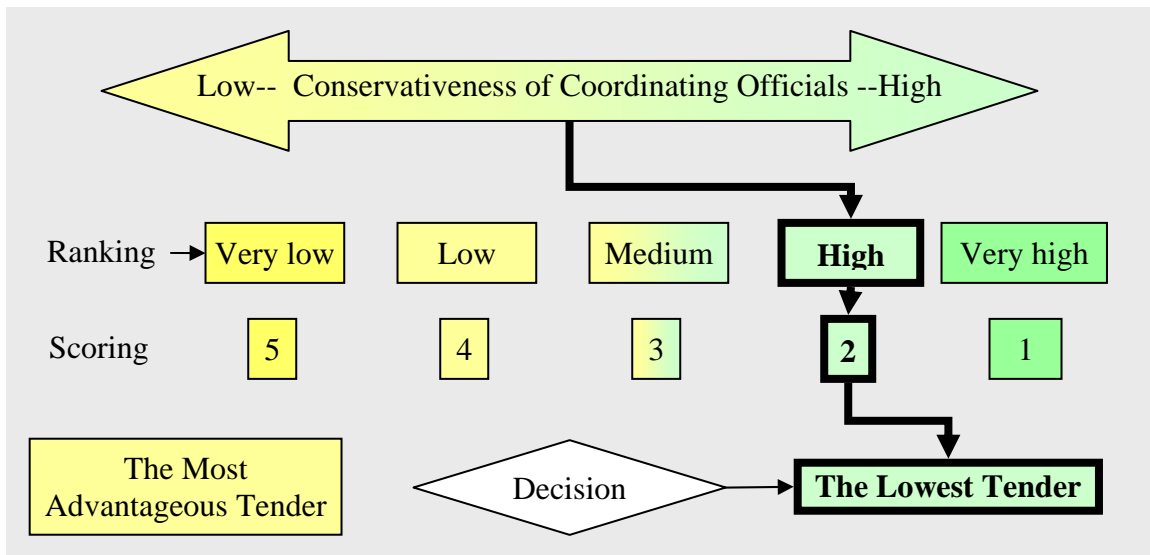 Low-- Conservativeness of Coordinating Officials --High
Ranking Very low Low Medium High Very high
Scoring 5 4 3 2 1
The Most
Advantageous Tender
Decision
The Lowest Tender